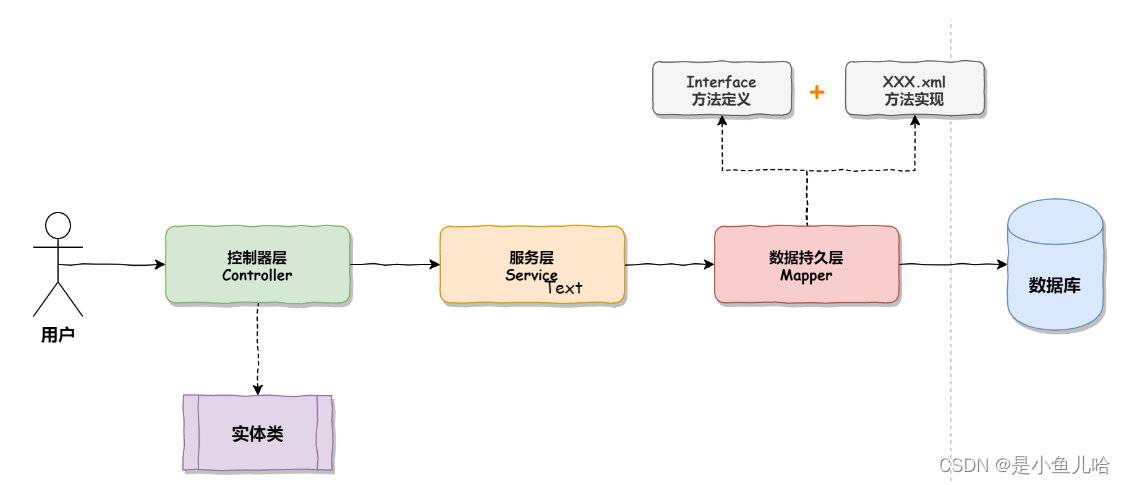 Interface
方法定义
+
XXX.xml
方法实现
控制器层
Controller
服务层
Service
Text
数据持久层
Mapper
数据库
用户
实体类
CSDN @是小鱼儿哈